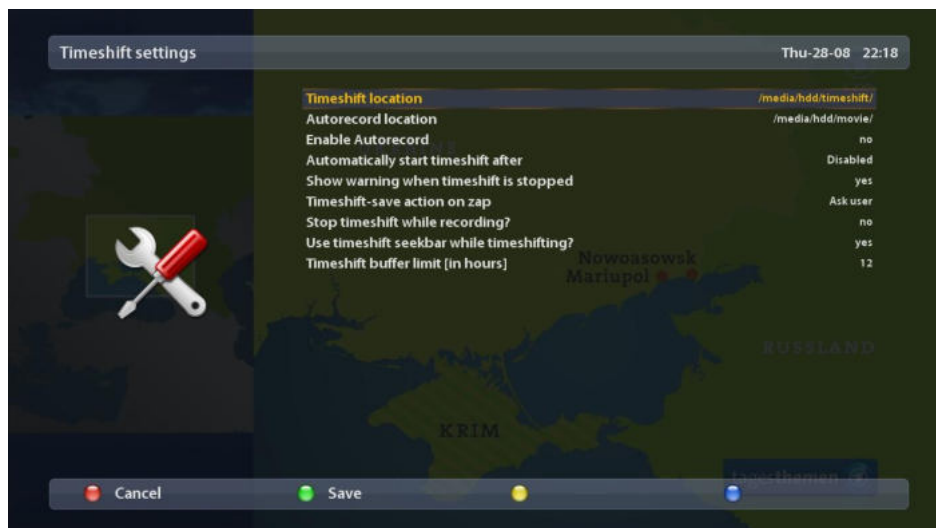 Timeshift settings Thu-28-08 22:18
Timeshift location /media/hdd/timeshift/
Autorecord location /media/hdd/movie/
Enable Autorecord no
Automatically start timeshift after Disabled
Show warning when timeshift is stopped yes
Timeshift-save action on zap Ask user
Stop timeshift while recording? no
Use timeshift seekbar while timeshifting? yes
Timeshift buffer limit [in hours] 12
Nowoasowsk
Mariupol
RUSSLAND
KRIM
tagesthemen
Cancel Save